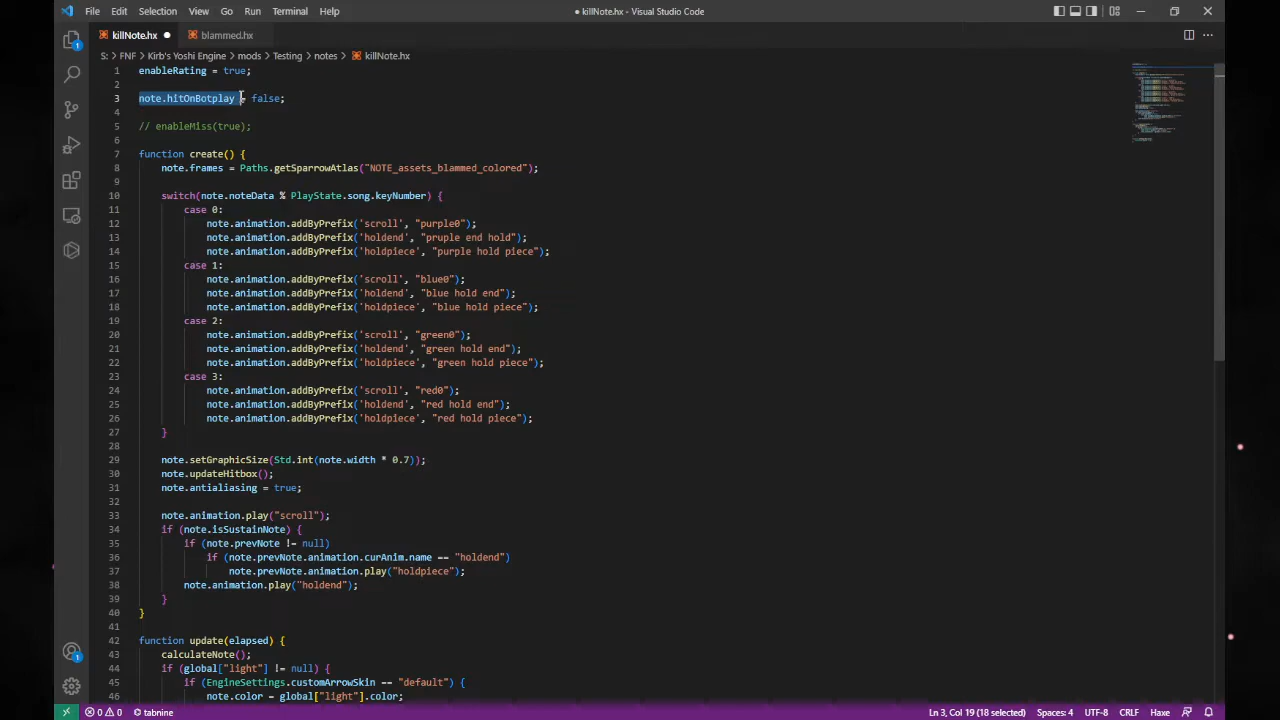 File Edit Selection View Go Run Terminal Help
● killNote.hx - Visual Studio Code
killNote.hx ● blammed.hx
S: > FNF > Kirb's Yoshi Engine > mods > Testing > notes > killNote.hx
1 enableRating = true;
2
3 note.hitOnBotplay = false;
4
5 // enableMiss(true);
6
7 function create() {
8 note.frames = Paths.getSparrowAtlas("NOTE_assets_blammed_colored");
9
10 switch(note.noteData % PlayState.song.keyNumber) {
11 case 0:
12 note.animation.addByPrefix('scroll', "purple0");
13 note.animation.addByPrefix('holdend', "pruple end hold");
14 note.animation.addByPrefix('holdpiece', "purple hold piece");
15 case 1:
16 note.animation.addByPrefix('scroll', "blue0");
17 note.animation.addByPrefix('holdend', "blue hold end");
18 note.animation.addByPrefix('holdpiece', "blue hold piece");
19 case 2:
20 note.animation.addByPrefix('scroll', "green0");
21 note.animation.addByPrefix('holdend', "green hold end");
22 note.animation.addByPrefix('holdpiece', "green hold piece");
23 case 3:
24 note.animation.addByPrefix('scroll', "red0");
25 note.animation.addByPrefix('holdend', "red hold end");
26 note.animation.addByPrefix('holdpiece', "red hold piece");
27 }
28
29 note.setGraphicSize(Std.int(note.width * 0.7));
30 note.updateHitbox();
31 note.antialiasing = true;
32
33 note.animation.play("scroll");
34 if (note.isSustainNote) {
35 if (note.prevNote != null)
36 if (note.prevNote.animation.curAnim.name == "holdend")
37 note.prevNote.animation.play("holdpiece");
38 note.animation.play("holdend");
39 }
40 }
41
42 function update(elapsed) {
43 calculateNote();
44 if (global["light"] != null) {
45 if (EngineSettings.customArrowSkin == "default") {
46 note.color = global["light"].color;
0 0 tabnine Ln 3, Col 19 (18 selected) Spaces: 4 UTF-8 CRLF Haxe